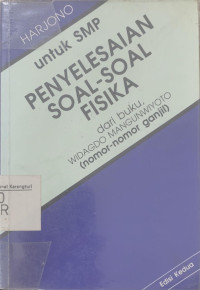 HARJONO
untuk SMP
PENYELESAIAN
SOAL-SOAL
FISIKA
dari buku,
WIDAGDO MANGUNWIYOTO
(nomor-nomor ganjil)
Edisi Kedua